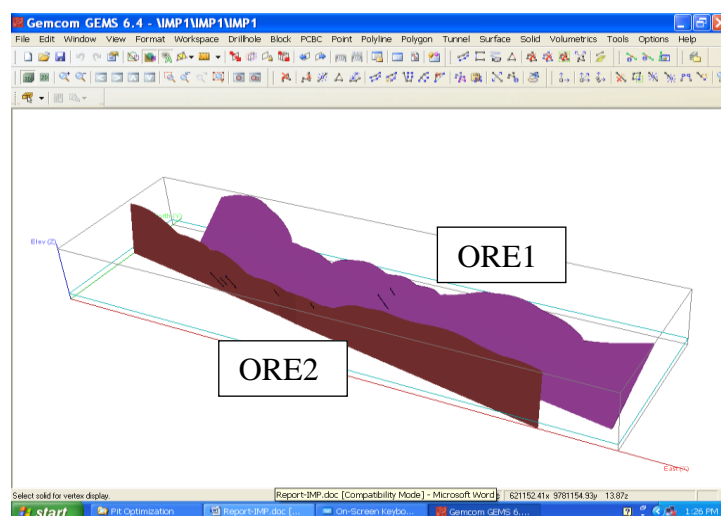 Gemcom GEMS 6.4 - \IMP1\IMP1\IMP1
File Edit Window View Format Workspace Drillhole Block PCBC Point Polyline Polygon Tunnel Surface Solid Volumetrics Tools Options Help
Elev (Z)
ORE1
ORE2
East (X)
Select solid for vertex display.
Report-IMP.doc [Compatibility Mode] - Microsoft Word
621152.41x 9781154.93y 13.87z
start
Pit Optimization
Report-IMP.doc [...
On-Screen Keybo...
Gemcom GEMS 6....
1:26 PM